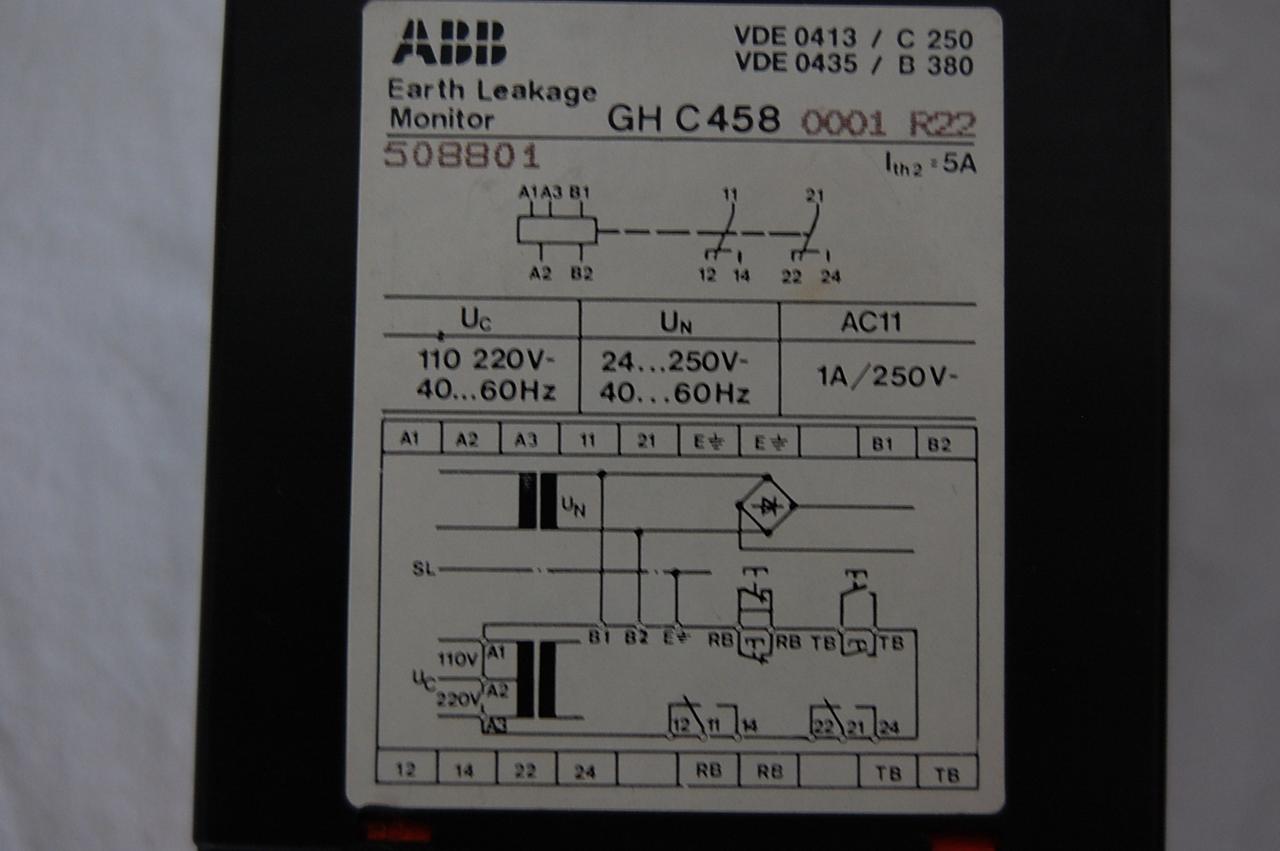 ABB
VDE 0413 / C 250
VDE 0435 / B 380
Earth Leakage
Monitor GH C458 0001 R22
508801 Ith2=5A
A1 A3 B1 11 21
A2 B2 12 14 22 24
UC UN AC11
110 220V~ 24...250V~ 1A/250V~
40...60Hz 40...60Hz
A1 A2 A3 11 21 E⏚ E⏚ B1 B2
UN
SL
B1 B2 E⏚ RB RB TB TB
110V A1
UC A2
220V
A3
12 11 14 22 21 24
12 14 22 24 RB RB TB TB